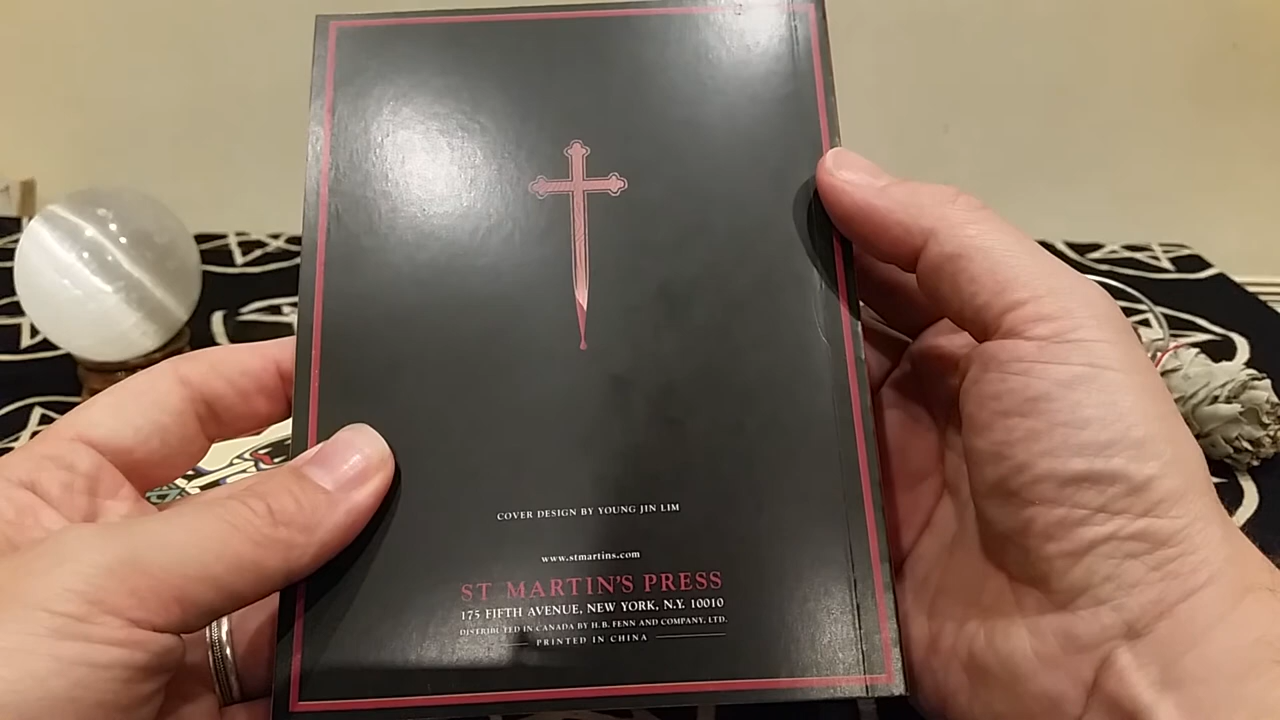 COVER DESIGN BY YOUNG JIN LIM
www.stmartins.com
ST. MARTIN'S PRESS
175 FIFTH AVENUE, NEW YORK, N.Y. 10010
DISTRIBUTED IN CANADA BY H. B. FENN AND COMPANY, LTD.
PRINTED IN CHINA